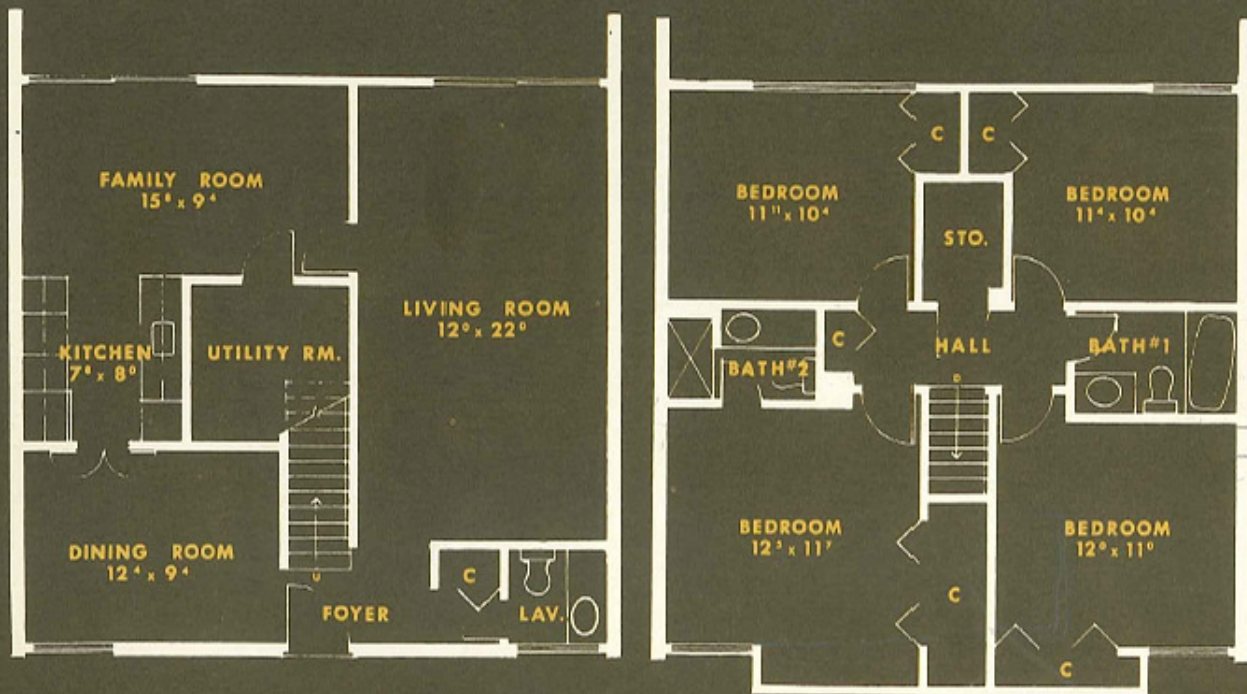 FAMILY ROOM
15⁸ x 9⁴
LIVING ROOM
12⁰ x 22⁰
KITCHEN
7⁸ x 8⁰
UTILITY RM.
DINING ROOM
12⁴ x 9⁴
U
FOYER
C
LAV.
BEDROOM
11¹¹ x 10⁴
C
C
BEDROOM
11⁴ x 10⁴
STO.
BATH#2
C
HALL
BATH#1
D
BEDROOM
12³ x 11⁷
BEDROOM
12⁰ x 11⁰
C
C